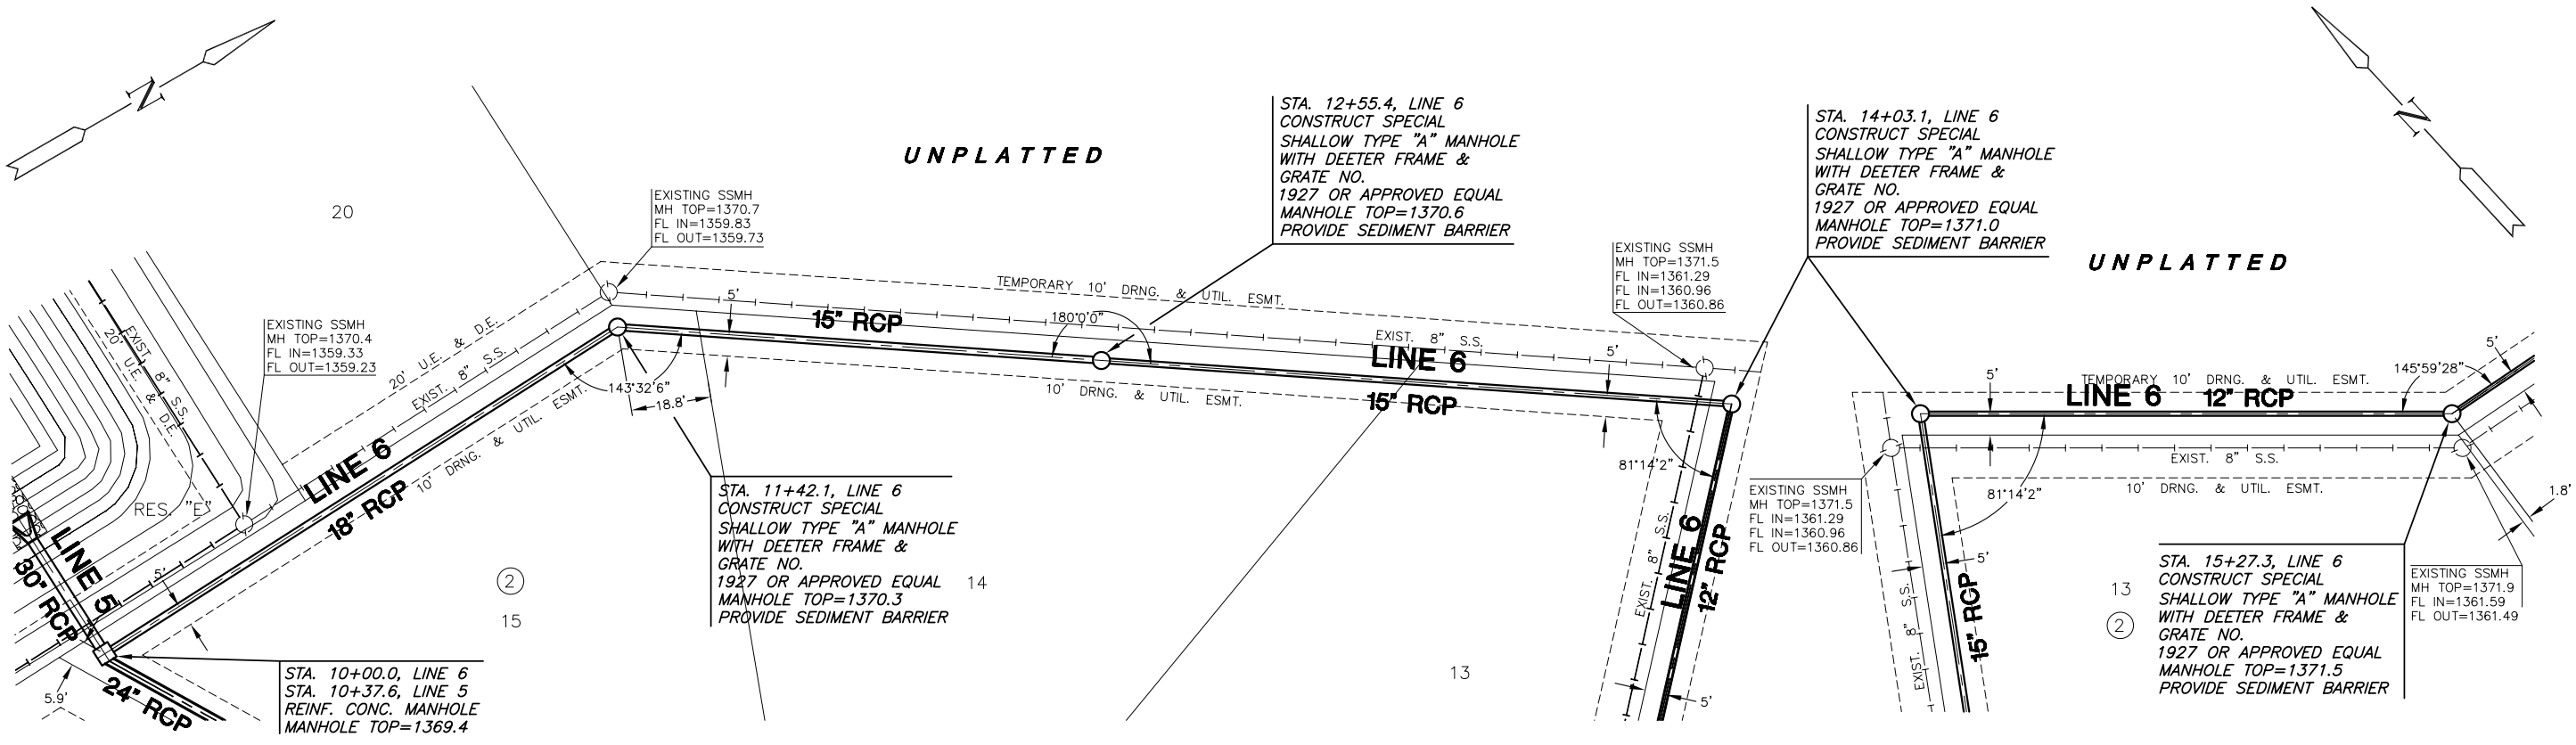 N
N
UNPLATTED
20
EXISTING SSMH
MH TOP=1370.7
FL IN=1359.83
FL OUT=1359.73
STA. 12+55.4, LINE 6
CONSTRUCT SPECIAL
SHALLOW TYPE "A" MANHOLE
WITH DEETER FRAME &
GRATE NO.
1927 OR APPROVED EQUAL
MANHOLE TOP=1370.6
PROVIDE SEDIMENT BARRIER
STA. 14+03.1, LINE 6
CONSTRUCT SPECIAL
SHALLOW TYPE "A" MANHOLE
WITH DEETER FRAME &
GRATE NO.
1927 OR APPROVED EQUAL
MANHOLE TOP=1371.0
PROVIDE SEDIMENT BARRIER
UNPLATTED
EXISTING SSMH
MH TOP=1371.5
FL IN=1361.29
FL IN=1360.96
FL OUT=1360.86
EXISTING SSMH
MH TOP=1370.4
FL IN=1359.33
FL OUT=1359.23
EXIST. 8" S.S.
20' U.E. & D.E.
20' U.E. & D.E.
EXIST. 8" S.S.
TEMPORARY 10' DRNG. & UTIL. ESMT.
5'
15" RCP
180°0'0"
EXIST. 8" S.S.
LINE 6
5'
10' DRNG. & UTIL. ESMT.
15" RCP
143°32'6"
18.8'
LINE 6
18" RCP
10' DRNG. & UTIL. ESMT.
RES. "E"
LINE 5
30" RCP
5'
5.9'
24" RCP
STA. 10+00.0, LINE 6
STA. 10+37.6, LINE 5
REINF. CONC. MANHOLE
MANHOLE TOP=1369.4
2
15
STA. 11+42.1, LINE 6
CONSTRUCT SPECIAL
SHALLOW TYPE "A" MANHOLE
WITH DEETER FRAME &
GRATE NO.
1927 OR APPROVED EQUAL
MANHOLE TOP=1370.3
PROVIDE SEDIMENT BARRIER
14
13
81°14'2"
EXIST. 8" S.S.
LINE 6
12" RCP
5'
EXISTING SSMH
MH TOP=1371.5
FL IN=1361.29
FL IN=1360.96
FL OUT=1360.86
5'
TEMPORARY 10' DRNG. & UTIL. ESMT.
LINE 6 12" RCP
145°59'28"
5'
EXIST. 8" S.S.
10' DRNG. & UTIL. ESMT.
81°14'2"
5'
EXIST. 8" S.S.
15" RCP
13
2
STA. 15+27.3, LINE 6
CONSTRUCT SPECIAL
SHALLOW TYPE "A" MANHOLE
WITH DEETER FRAME &
GRATE NO.
1927 OR APPROVED EQUAL
MANHOLE TOP=1371.5
PROVIDE SEDIMENT BARRIER
1.8'
EXISTING SSMH
MH TOP=1371.9
FL IN=1361.59
FL OUT=1361.49